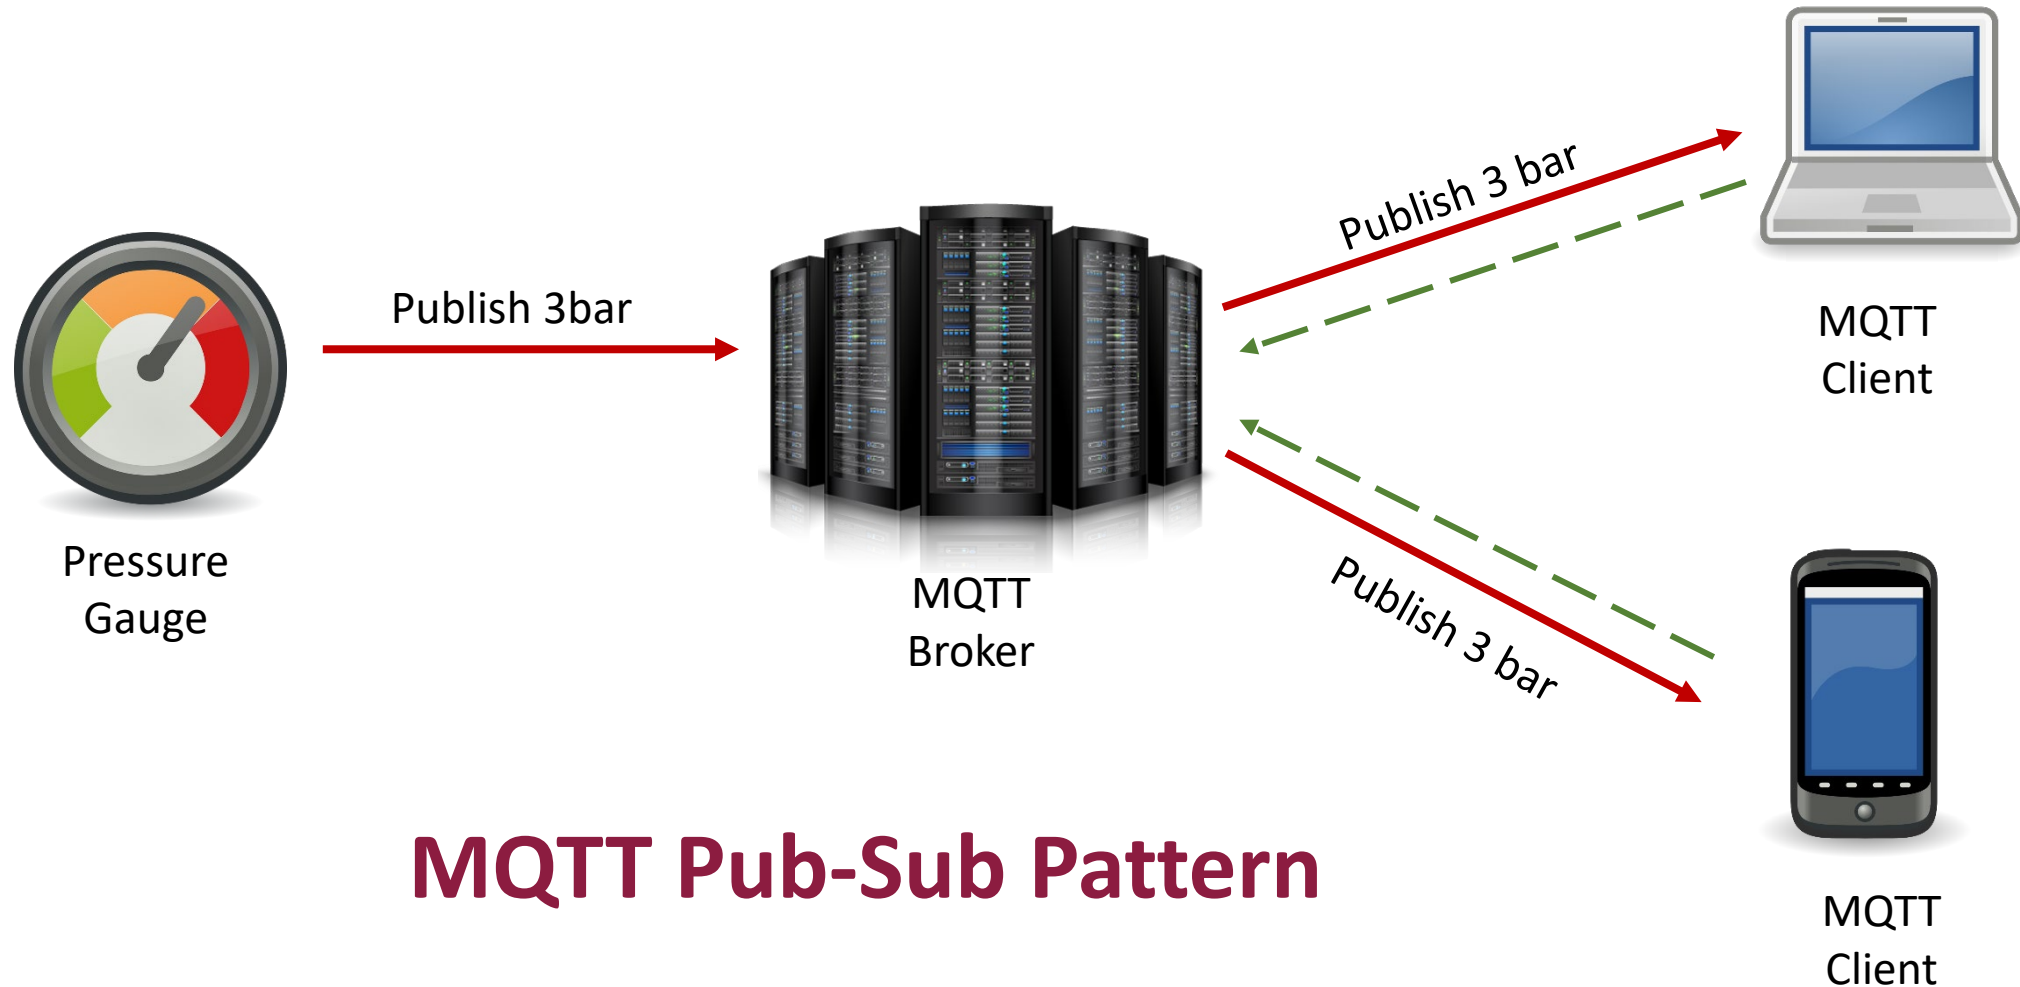 Publish 3bar
Pressure
Gauge
MQTT
Broker
Publish 3 bar
MQTT
Client
Publish 3 bar
MQTT
Client
MQTT Pub-Sub Pattern